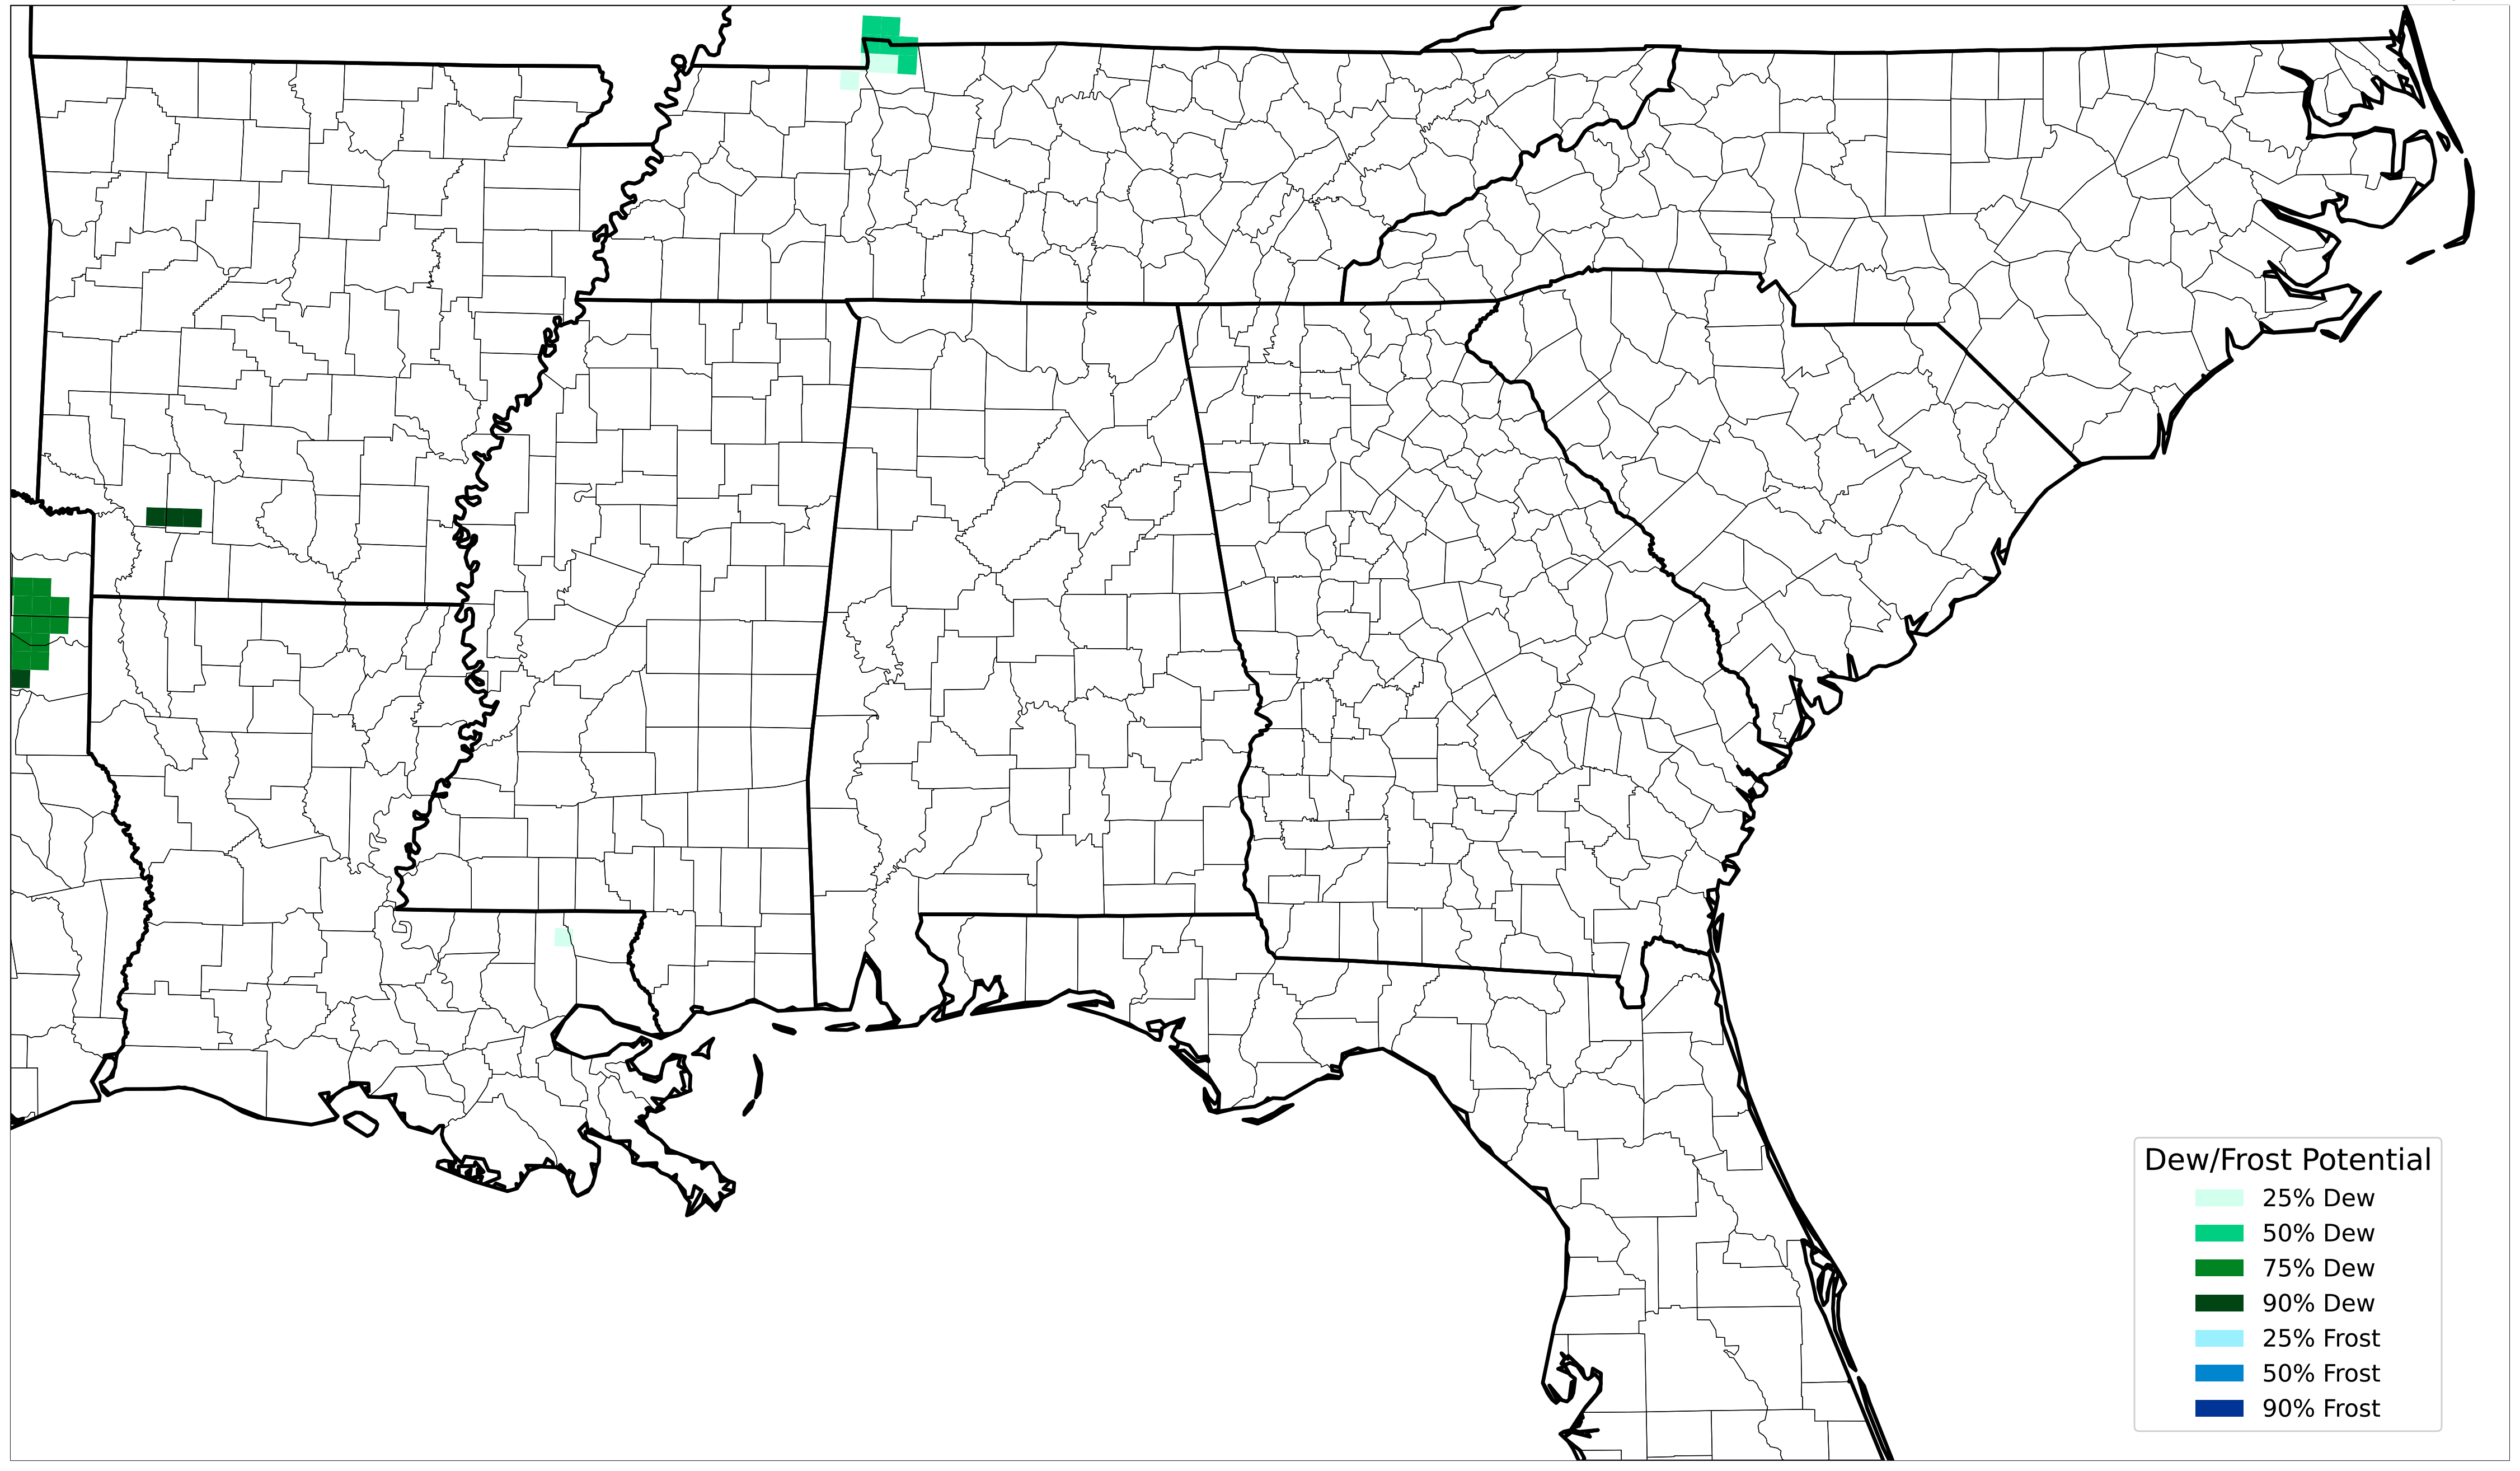 Dew/Frost Potential
25% Dew
50% Dew
75% Dew
90% Dew
25% Frost
50% Frost
90% Frost